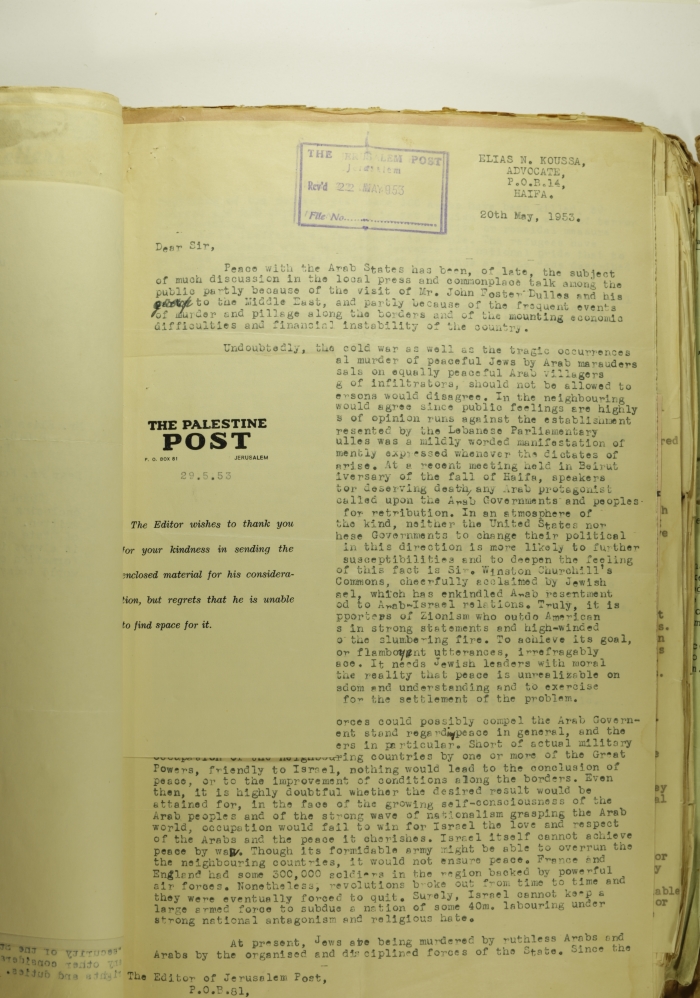 THE JERUSALEM POST
Jerusalem
Rec'd 22 MAY 1953
File No.
ELIAS N. KOUSSA,
ADVOCATE,
P.O.B.14,
HAIFA.
20th May, 1953.
Dear Sir,
Peace with the Arab States has been, of late, the subject
of much discussion in the local press and commonplace talk among the
public partly because of the visit of Mr. John Foster Dulles and his
to the Middle East, and partly because of the frequent events
of murder and pillage along the borders and of the mounting economic
difficulties and financial instability of the country.
Undoubtedly, the cold war as well as the tragic occurrences
al murder of peaceful Jews by Arab marauders
sals on equally peaceful Arab villagers
g of infiltrators, should not be allowed to
ersons would disagree. In the neighbouring
would agree since public feelings are highly
s of opinion runs against the establishment
resented by the Lebanese Parliamentary
ulles was a mildly worded manifestation of
mently expressed whenever the dictates of
arise. At a recent meeting held in Beirut
iversary of the fall of Haifa, speakers
tor deserving death, any Arab protagonist
called upon the Arab Governments and peoples
for retribution. In an atmosphere of
the kind, neither the United States nor
hese Governments to change their political
in this direction is more likely to further
susceptibilities and to deepen the feeling
of this fact is Sir. Winston Churchill's
Commons, cheerfully acclaimed by Jewish
ael, which has enkindled Arab resentment
od to Arab-Israel relations. Truly, it is
pporters of Zionism who outdo American
s in strong statements and high-winded
o the slumbering fire. To achieve its goal,
or flamboyant utterances, irrefragably
ace. It needs Jewish leaders with moral
the reality that peace is unrealizable on
sdom and understanding and to exercise
for the settlement of the problem.
orces could possibly compel the Arab Govern-
ent stand regarding peace in general, and the
ers in particular. Short of actual military
occupation of the neighbouring countries by one or more of the Great
Powers, friendly to Israel, nothing would lead to the conclusion of
peace, or to the improvement of conditions along the borders. Even
then, it is highly doubtful whether the desired result would be
attained for, in the face of the growing self-consciousness of the
Arab peoples and of the strong wave of nationalism grasping the Arab
world, occupation would fail to win for Israel the love and respect
of the Arabs and the peace it cherishes. Israel itself cannot achieve
peace by war. Though its formidable army might be able to overrun the
the neighbouring countries, it would not ensure peace. France and
England had some 300,000 soldiers in the region backed by powerful
air forces. Nonetheless, revolutions broke out from time to time and
they were eventually forced to quit. Surely, Israel cannot keep a
large armed force to subdue a nation of some 40m. labouring under
strong national antagonism and religious hate.
At present, Jews are being murdered by ruthless Arabs and
Arabs by the organised and disciplined forces of the State. Since the
The Editor of Jerusalem Post,
P.O.B.81,
THE PALESTINE
POST
P. O. BOX 81 JERUSALEM
29.5.53
The Editor wishes to thank you
for your kindness in sending the
enclosed material for his considera-
tion, but regrets that he is unable
to find space for it.